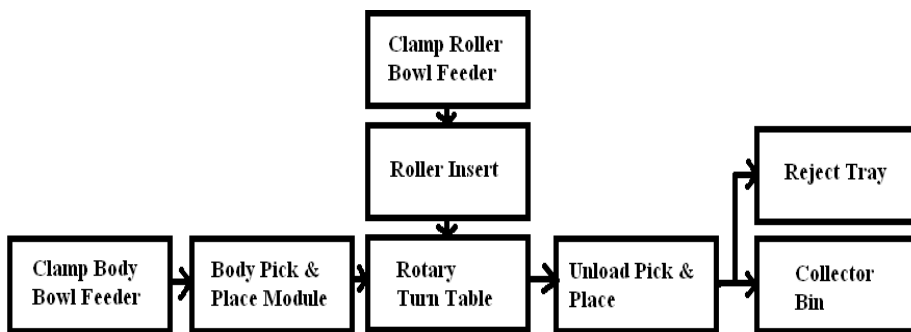 Clamp Roller
Bowl Feeder
Roller Insert
Reject Tray
Clamp Body
Bowl Feeder
Body Pick &
Place Module
Rotary
Turn Table
Unload Pick &
Place
Collector
Bin